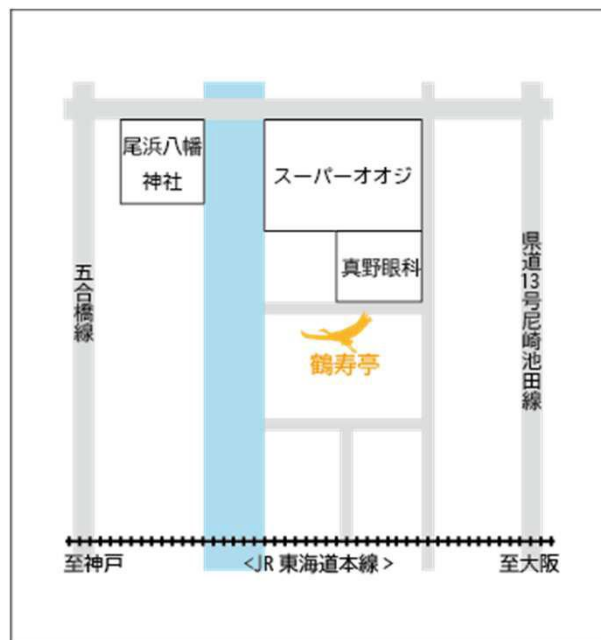 尾浜八幡
神社
スーパーオオジ
真野眼科
五合橋線
県道13号尼崎池田線
鶴寿亭
至神戸
<JR 東海道本線>
至大阪